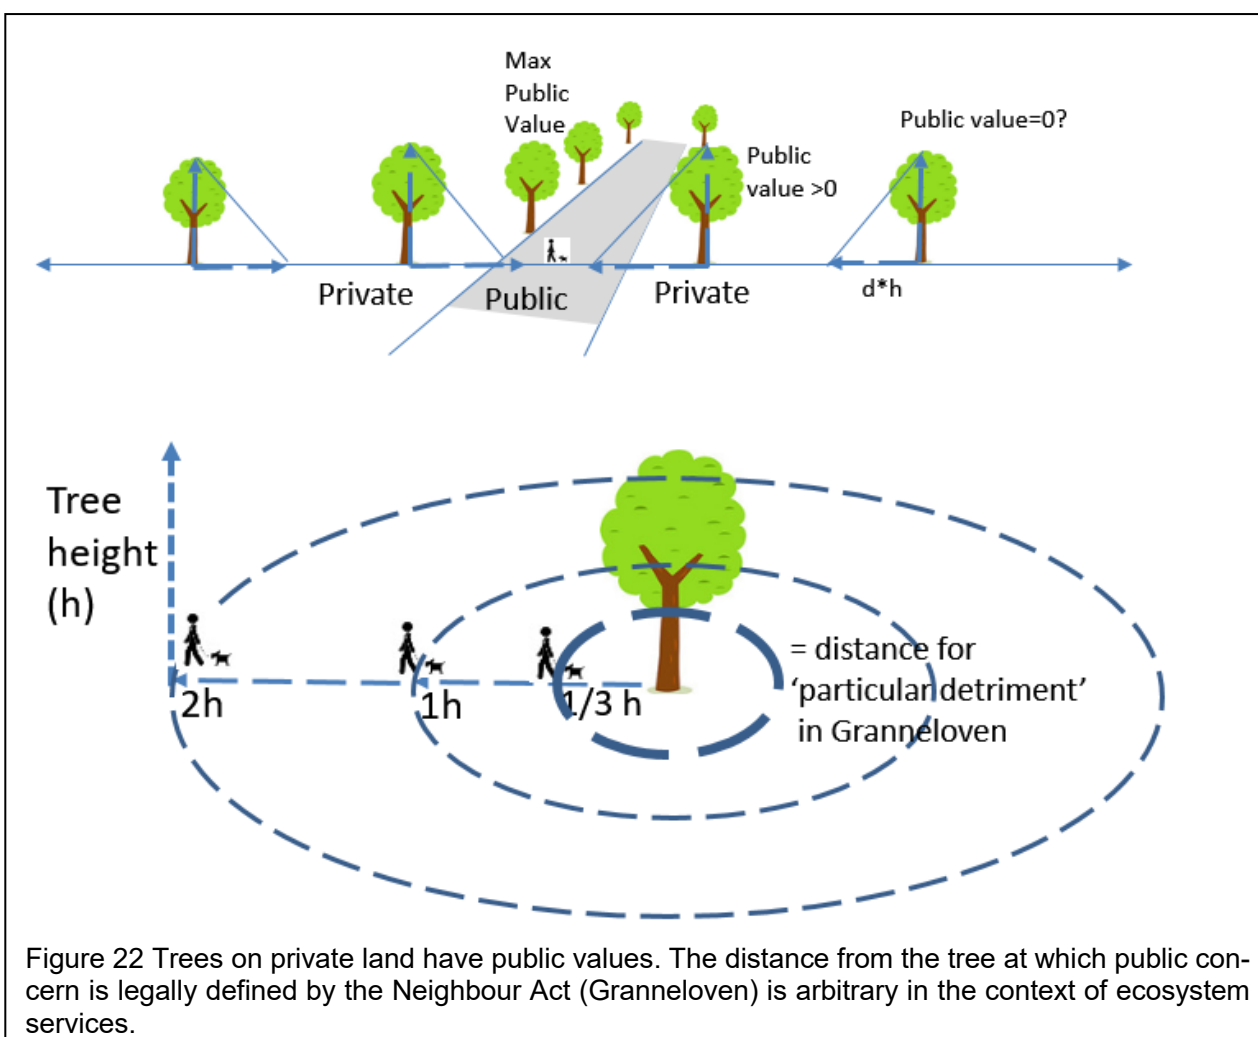 Max
Public
Value
Public value=0?
Public
value >0
Private
Public
Private
d*h
Tree
height
(h)
= distance for
‘particular detriment’
in Granneloven
2h
1h
1/3 h
Figure 22 Trees on private land have public values. The distance from the tree at which public con-
cern is legally defined by the Neighbour Act (Granneloven) is arbitrary in the context of ecosystem
services.